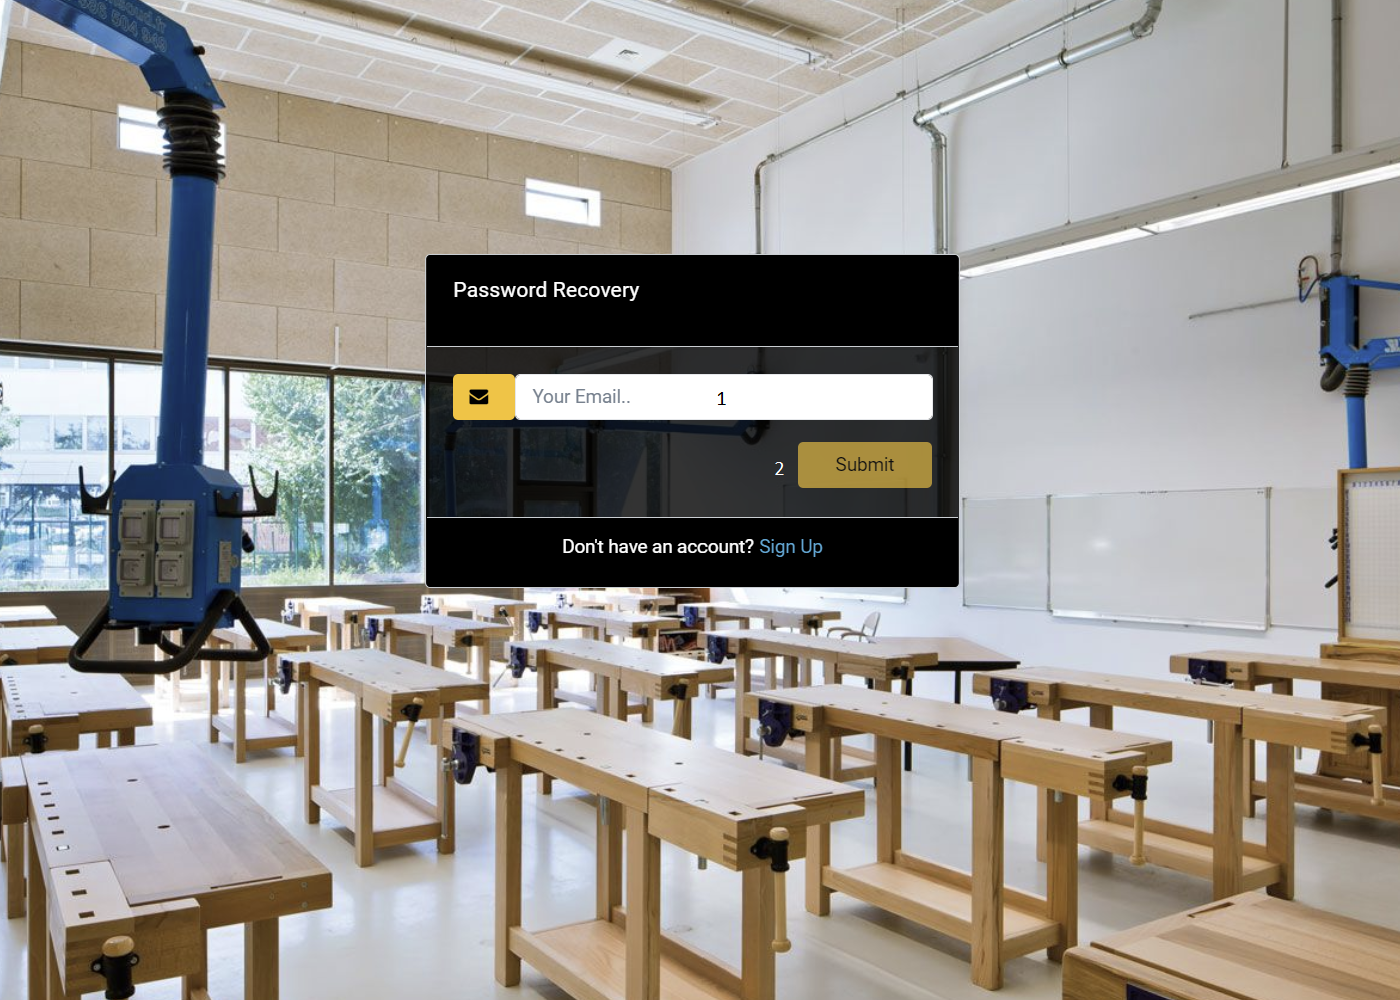 Password Recovery
Your Email.. 1
2 Submit
Don't have an account? Sign Up